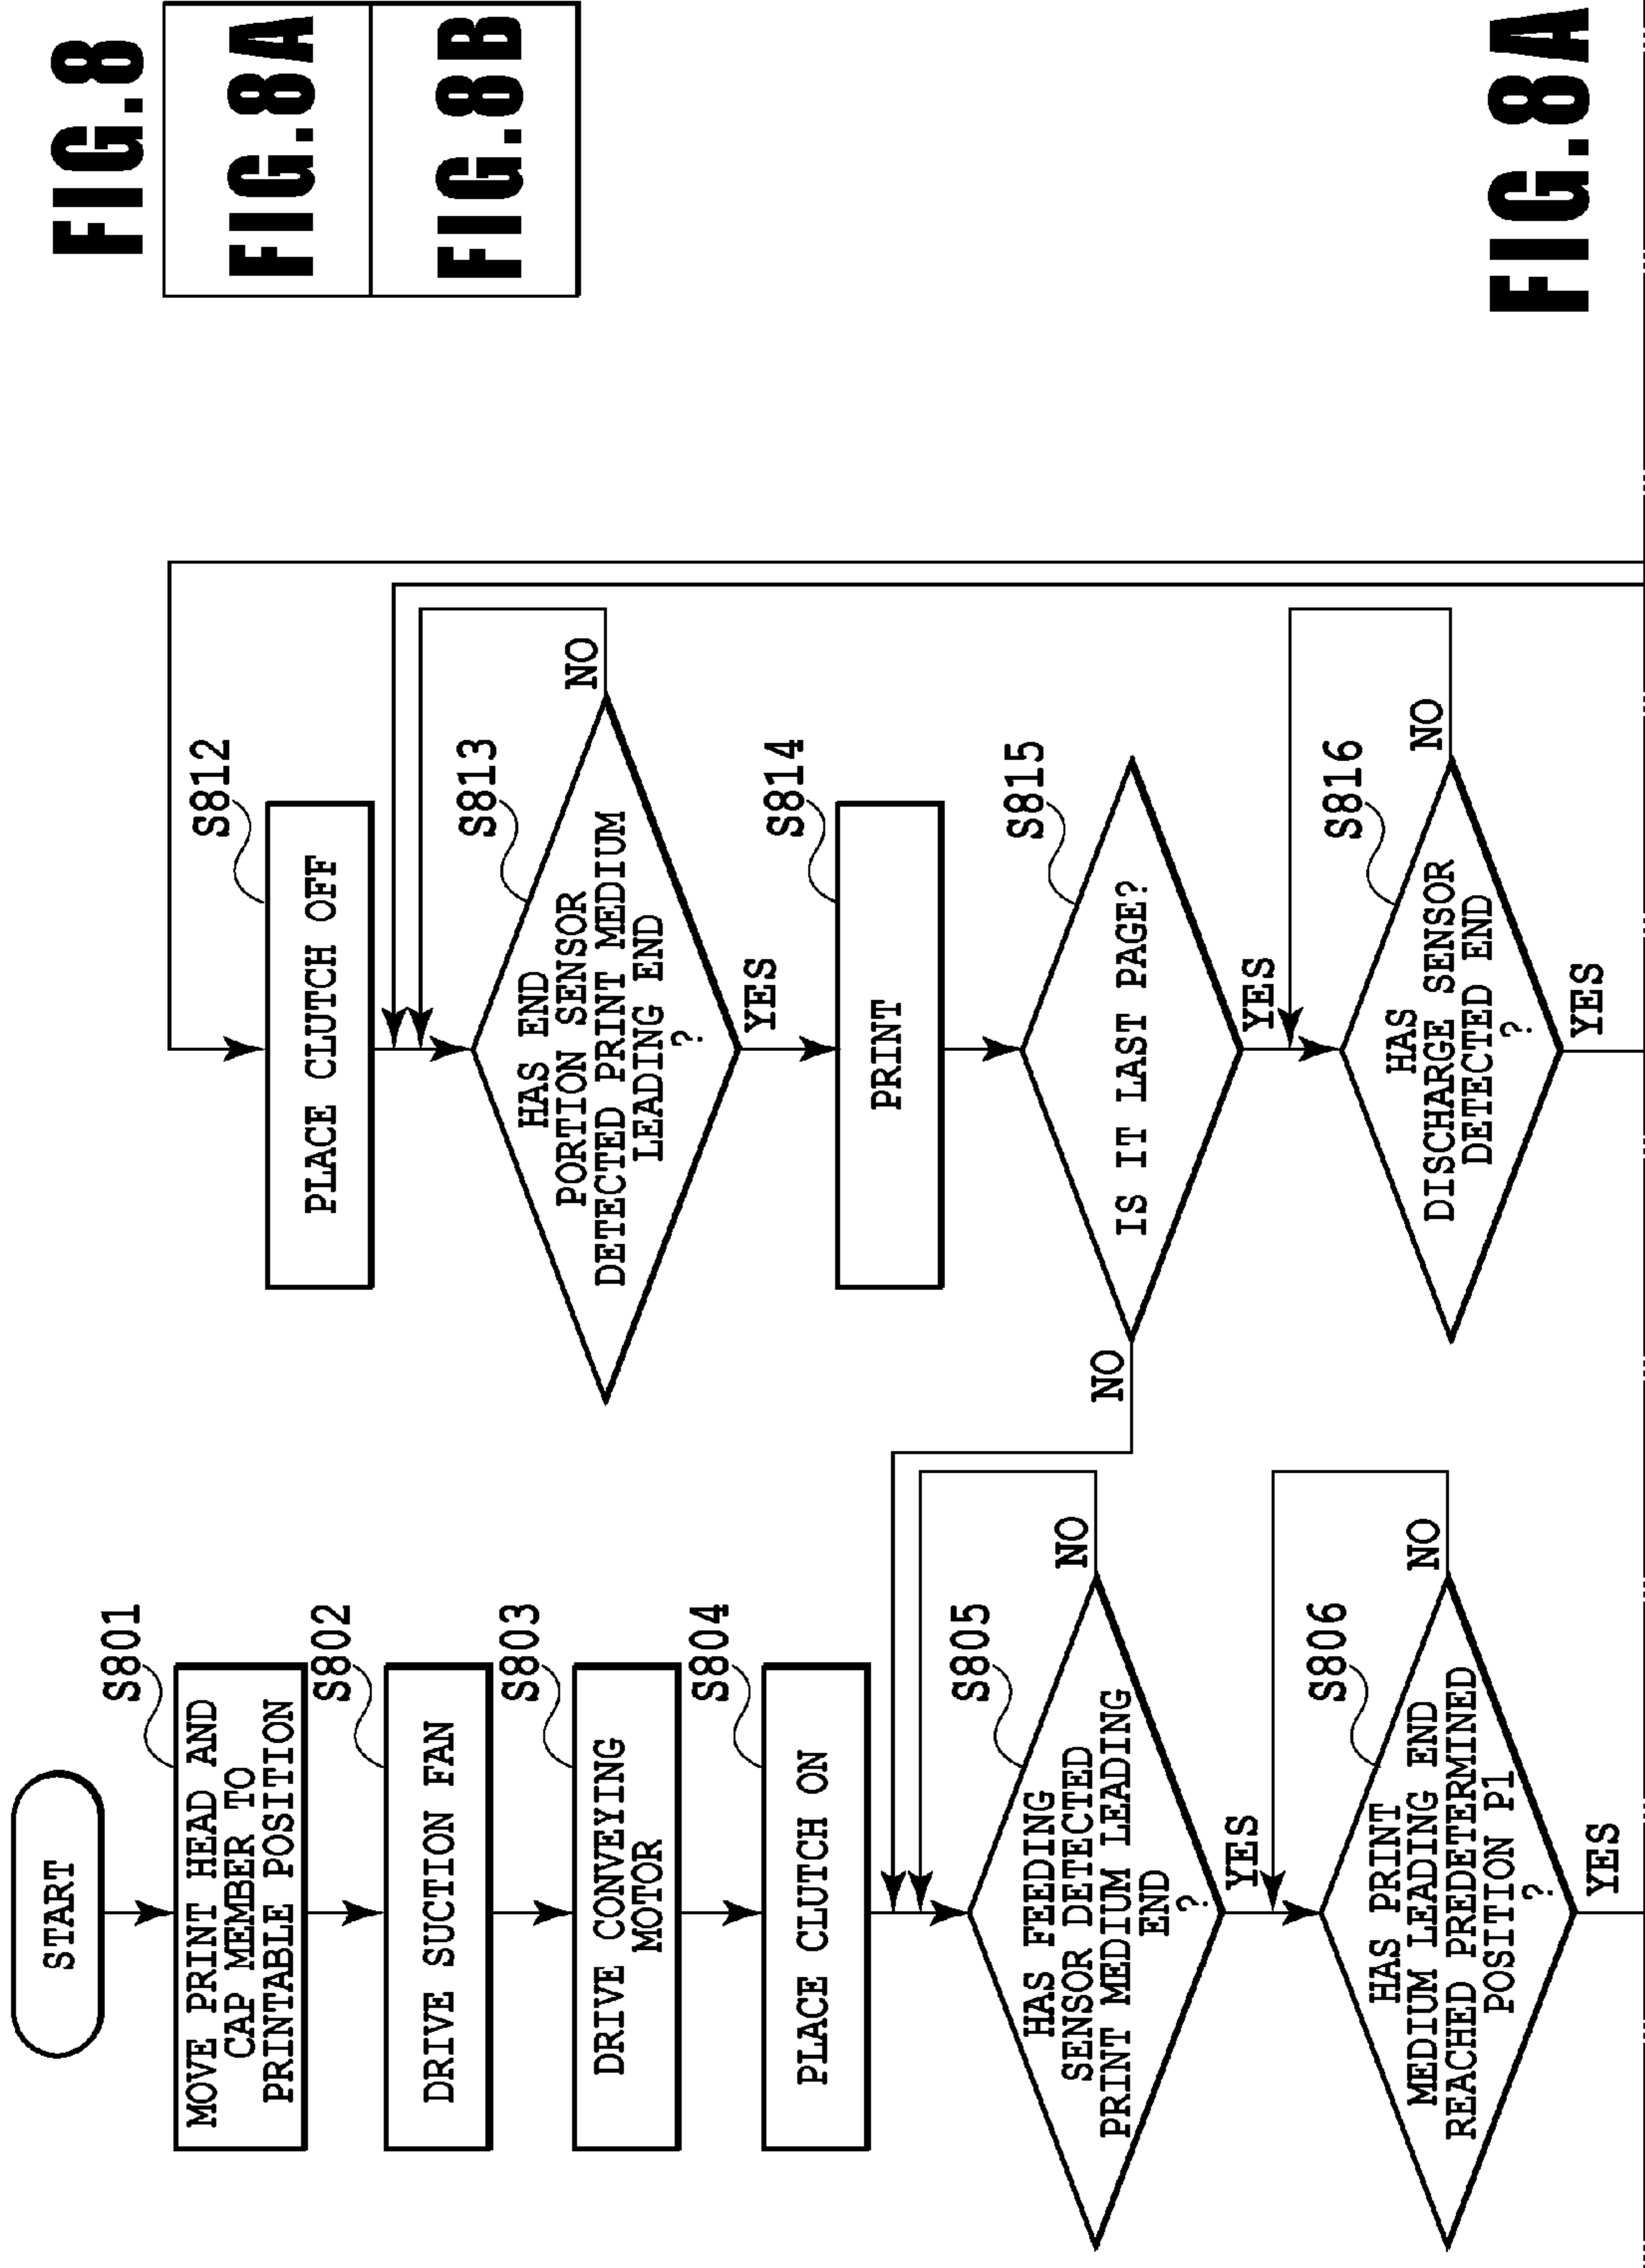 FIG.8
FIG.8A
FIG.8B
START
S801
MOVE PRINT HEAD AND
CAP MEMBER TO
PRINTABLE POSITION
S802
DRIVE SUCTION FAN
S803
DRIVE CONVEYING
MOTOR
S804
PLACE CLUTCH ON
S805
HAS FEEDING
SENSOR DETECTED
PRINT MEDIUM LEADING
END
?
NO
YES
S806
HAS PRINT
MEDIUM LEADING END
REACHED PREDETERMINED
POSITION P1
?
NO
YES
S812
PLACE CLUTCH OFF
S813
HAS END
PORTION SENSOR
DETECTED PRINT MEDIUM
LEADING END
?
NO
YES
S814
PRINT
S815
IS IT LAST PAGE?
NO
YES
S816
HAS
DISCHARGE SENSOR
DETECTED END
?
NO
YES
FIG.8A